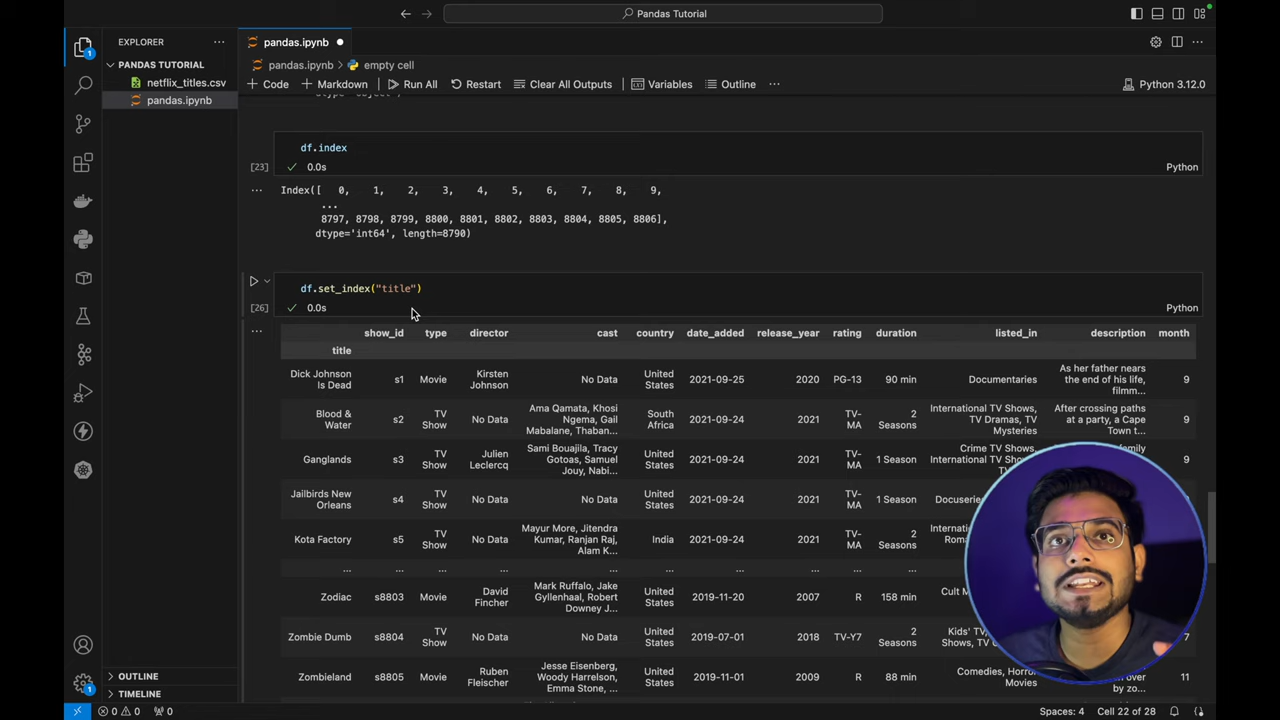 Pandas Tutorial
EXPLORER
PANDAS TUTORIAL
netflix_titles.csv
pandas.ipynb
pandas.ipynb
pandas.ipynb > empty cell
+ Code + Markdown Run All Restart Clear All Outputs Variables Outline ... Python 3.12.0
df.index
[23] 0.0s Python
Index([ 0, 1, 2, 3, 4, 5, 6, 7, 8, 9,
...
8797, 8798, 8799, 8800, 8801, 8802, 8803, 8804, 8805, 8806],
dtype='int64', length=8790)
df.set_index("title")
[26] 0.0s Python
show_id type director cast country date_added release_year rating duration listed_in description month
title
Dick Johnson Is Dead s1 Movie Kirsten Johnson No Data United States 2021-09-25 2020 PG-13 90 min Documentaries As her father nears the end of his life, filmm... 9
Blood & Water s2 TV Show No Data Ama Qamata, Khosi Ngema, Gail Mabalane, Thaban... South Africa 2021-09-24 2021 TV-MA 2 Seasons International TV Shows, TV Dramas, TV Mysteries After crossing paths at a party, a Cape Town t... 9
Ganglands s3 TV Show Julien Leclercq Sami Bouajila, Tracy Gotoas, Samuel Jouy, Nabi... United States 2021-09-24 2021 TV-MA 1 Season Crime TV Shows, International TV 9
Jailbirds New Orleans s4 TV Show No Data No Data United States 2021-09-24 2021 TV-MA 1 Season
Kota Factory s5 TV Show No Data Mayur More, Jitendra Kumar, Ranjan Raj, Alam K... India 2021-09-24 2021 TV-MA 2 Seasons
... ... ... ... ... ... ... ... ... ...
Zodiac s8803 Movie David Fincher Mark Ruffalo, Jake Gyllenhaal, Robert Downey J... United States 2019-11-20 2007 R 158 min
Zombie Dumb s8804 TV Show No Data No Data United States 2019-07-01 2018 TV-Y7 2 Seasons Kids' TV, 7
Zombieland s8805 Movie Ruben Fleischer Jesse Eisenberg, Woody Harrelson, Emma Stone, ... United States 2019-11-01 2009 R 88 min Comedies, Horror Movies over by zo... 11
OUTLINE
TIMELINE
0 0 0 Spaces: 4 Cell 22 of 28